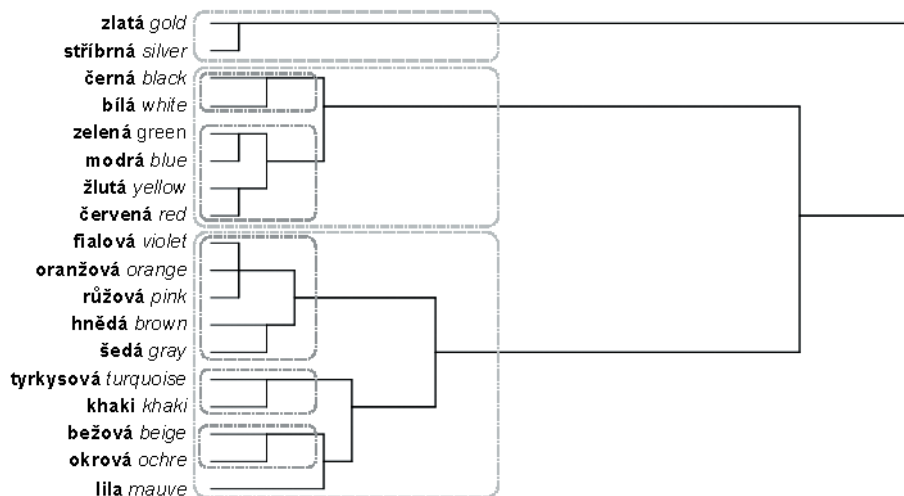 zlatá gold
stříbrná silver
černá black
bílá white
zelená green
modrá blue
žlutá yellow
červená red
fialová violet
oranžová orange
růžová pink
hnědá brown
šedá gray
tyrkysová turquoise
khaki khaki
bežová beige
okrová ochre
lila mauve